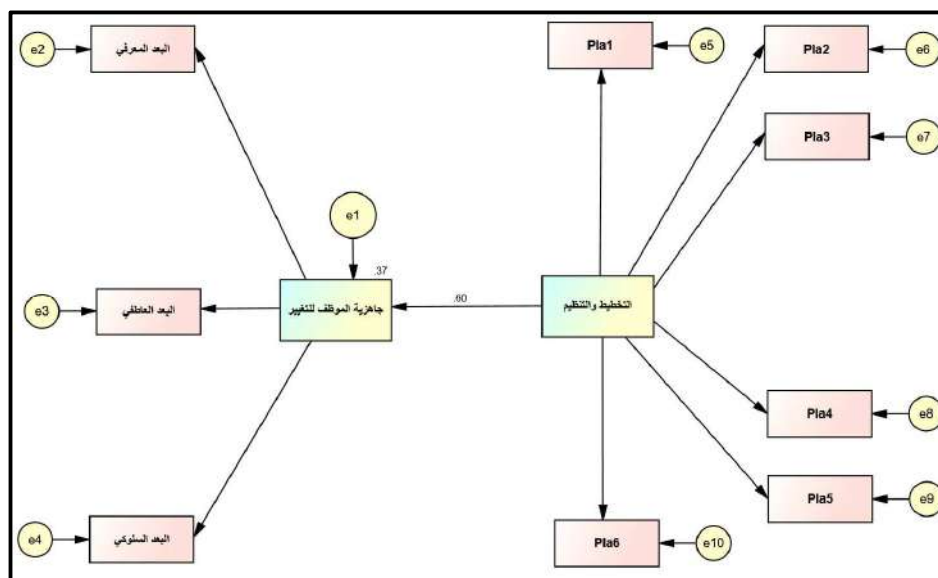 e2
البعد المعرفي
Pla1
e5
Pla2
e6
Pla3
e7
e1
.37
جاهزية الموظف للتغيير
.60
التخطيط والتنظيم
e3
البعد العاطفي
Pla4
e8
Pla5
e9
e4
البعد السلوكي
Pla6
e10